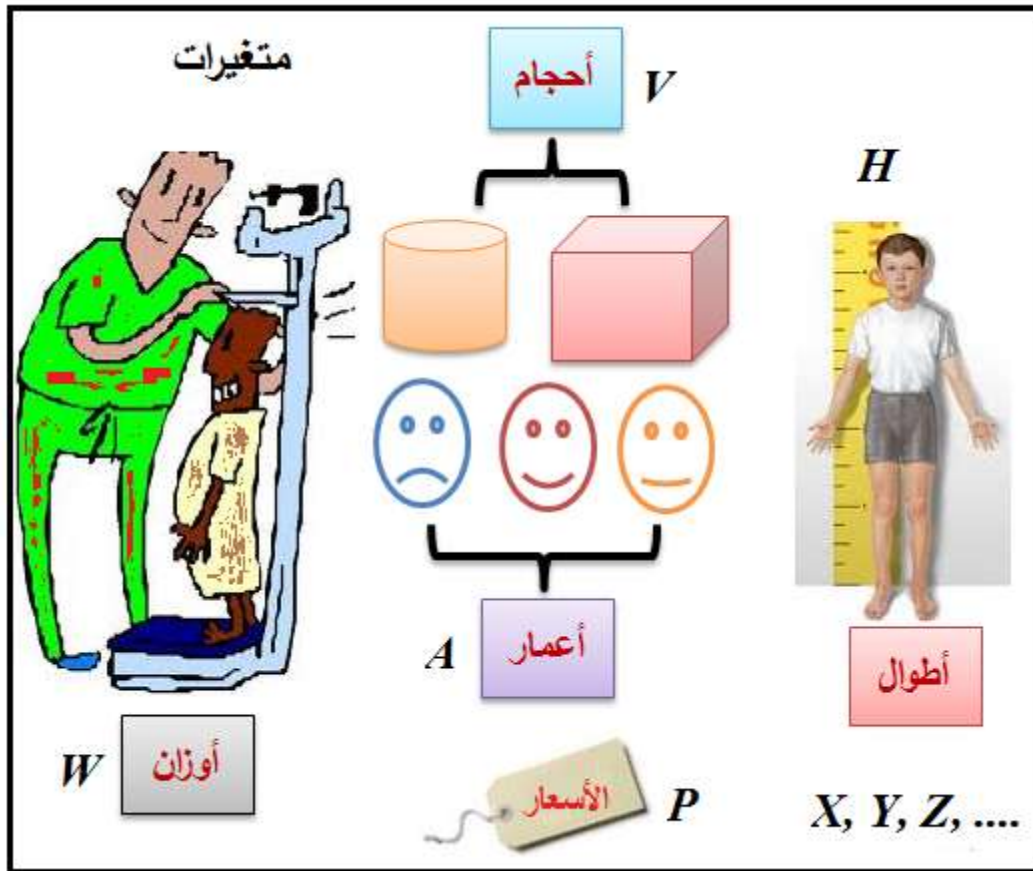 متغيرات
أحجام
V
H
أعمار
A
أطوال
أوزان
W
الأسعار
P
X, Y, Z, ....